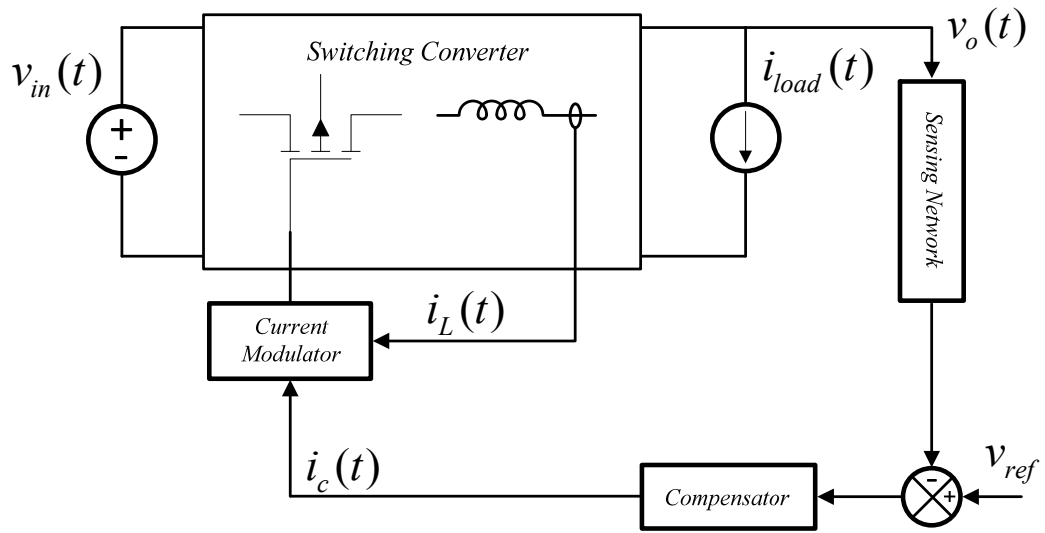 v_o(t)
Switching Converter
v_in(t)
i_load(t)
+
-
Sensing Network
i_L(t)
Current
Modulator
i_c(t)
v_ref
-
+
Compensator